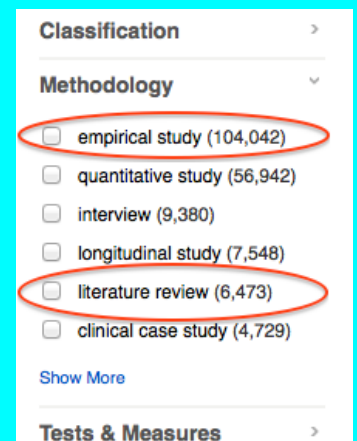 Classification
Methodology
empirical study (104,042)
quantitative study (56,942)
interview (9,380)
longitudinal study (7,548)
literature review (6,473)
clinical case study (4,729)
Show More
Tests & Measures